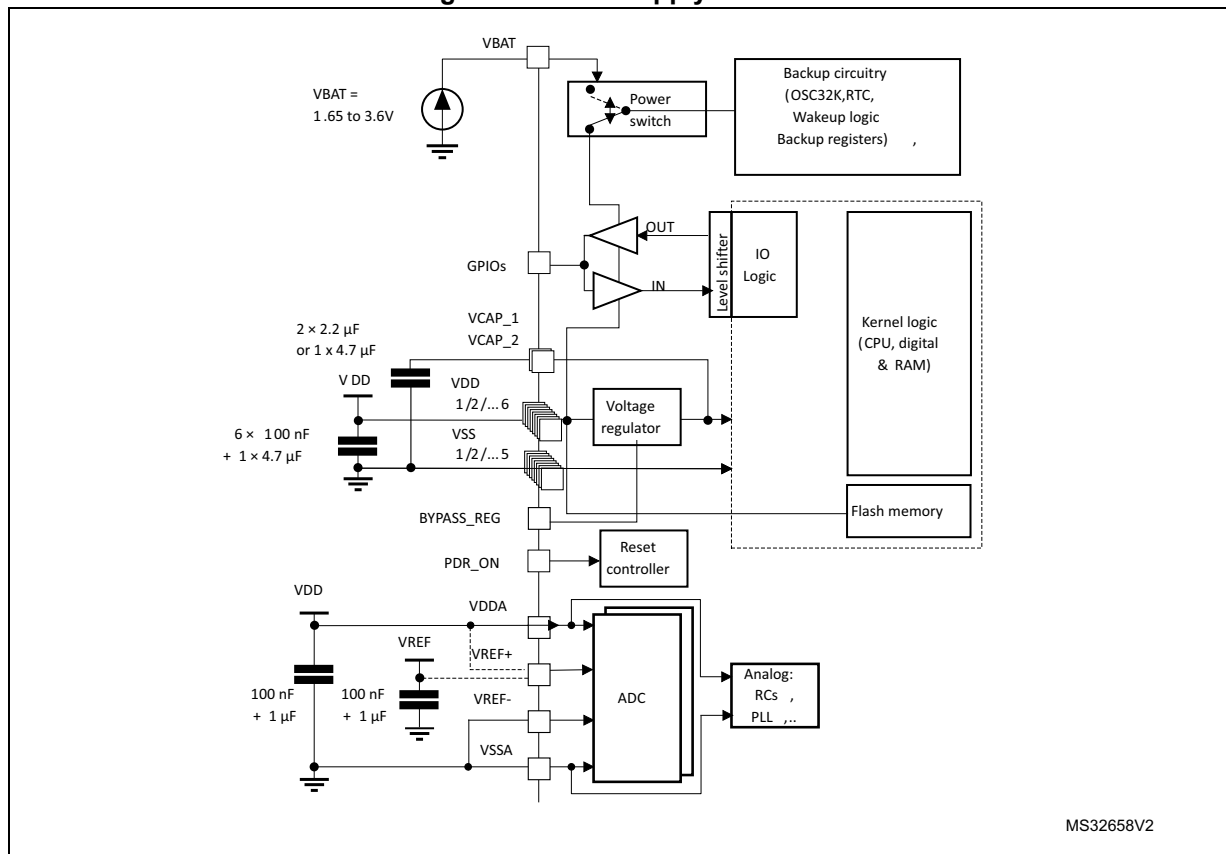 VBAT
VBAT =
1.65 to 3.6V
Power
switch
Backup circuitry
(OSC32K,RTC,
Wakeup logic
Backup registers) ,
OUT
GPIOs
IN
Level shifter
IO
Logic
Kernel logic
(CPU, digital
& RAM)
VCAP_1
VCAP_2
2 × 2.2 µF
or 1 x 4.7 µF
V DD
VDD
1/2/...6
Voltage
regulator
6 × 100 nF
+ 1 × 4.7 µF
VSS
1/2/...5
Flash memory
BYPASS_REG
PDR_ON
Reset
controller
VDD
VDDA
VREF
VREF+
100 nF
+ 1 µF
100 nF
+ 1 µF
VREF-
VSSA
ADC
Analog:
RCs ,
PLL ,..
MS32658V2